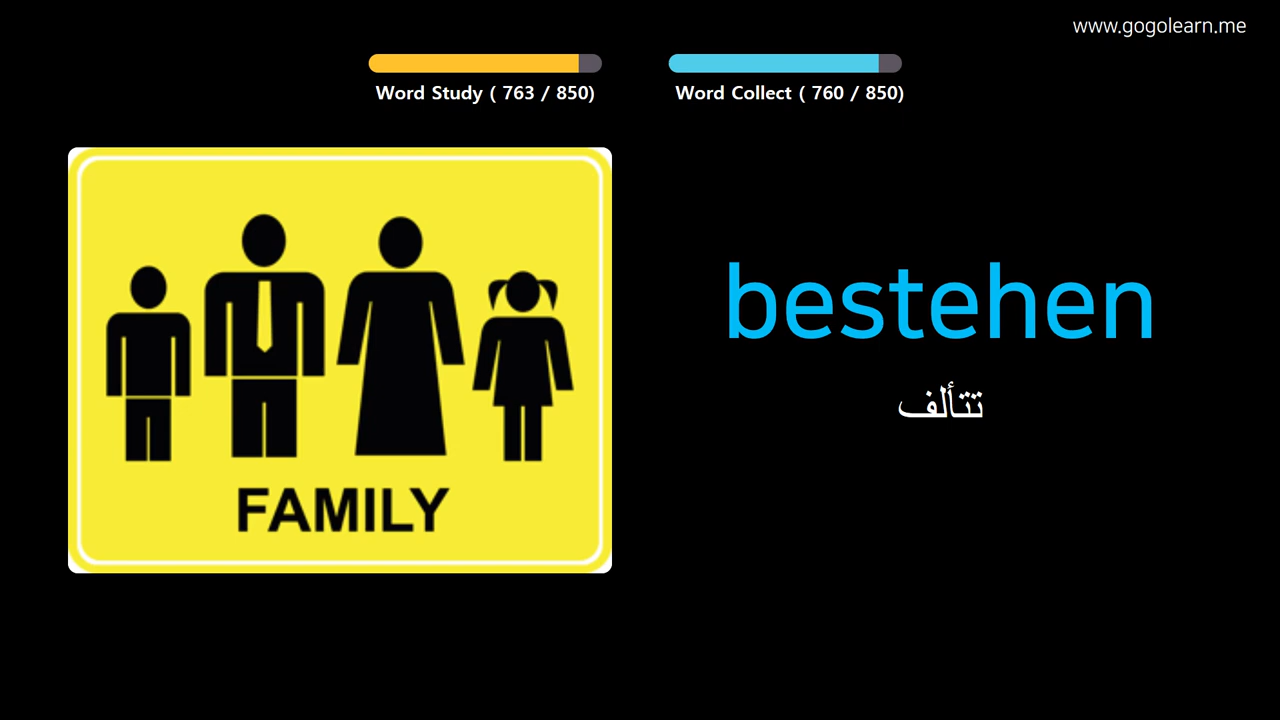 www.gogolearn.me
Word Study ( 763 / 850)
Word Collect ( 760 / 850)
FAMILY
bestehen
تتألف